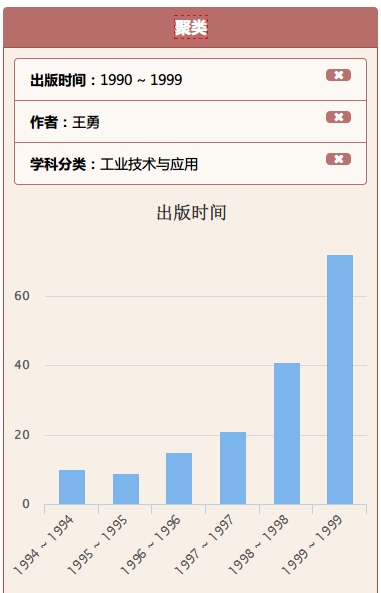 聚类
出版时间：1990 ~ 1999
作者：王勇
学科分类：工业技术与应用
出版时间
60
40
20
0
1994 ~ 1994
1995 ~ 1995
1996 ~ 1996
1997 ~ 1997
1998 ~ 1998
1999 ~ 1999